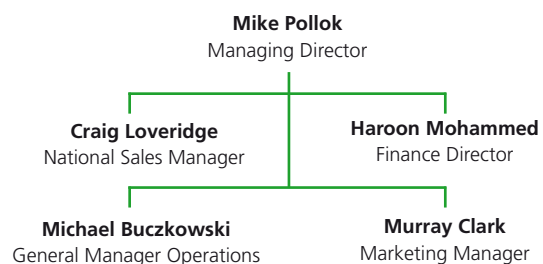 Mike Pollok
Managing Director
Craig Loveridge
National Sales Manager
Haroon Mohammed
Finance Director
Michael Buczkowski
General Manager Operations
Murray Clark
Marketing Manager